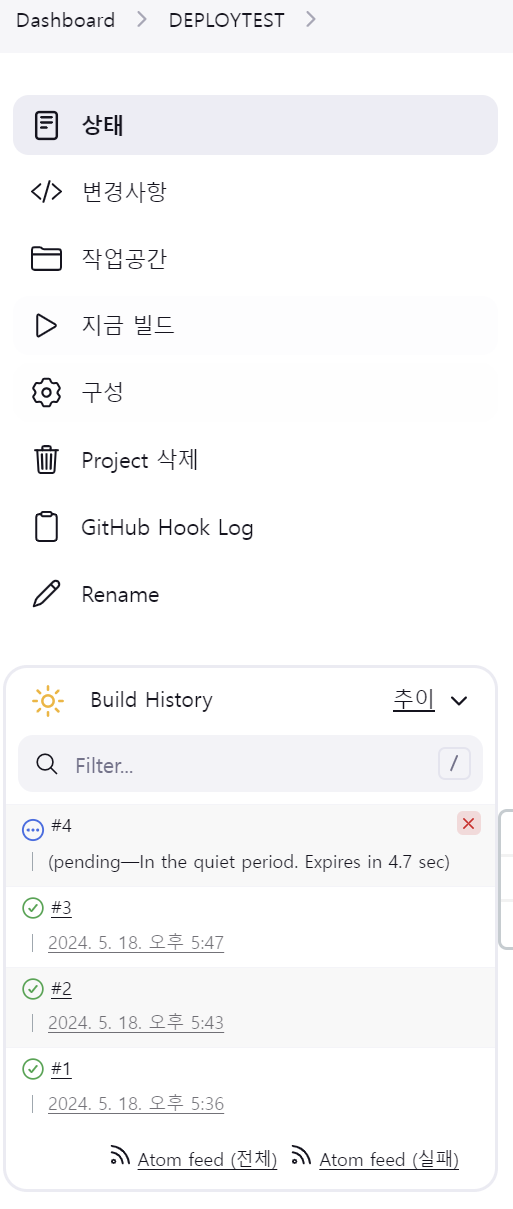 Dashboard > DEPLOYTEST >
상태
변경사항
작업공간
지금 빌드
구성
Project 삭제
GitHub Hook Log
Rename
Build History 추이
Filter... /
#4
(pending—In the quiet period. Expires in 4.7 sec)
#3
2024. 5. 18. 오후 5:47
#2
2024. 5. 18. 오후 5:43
#1
2024. 5. 18. 오후 5:36
Atom feed (전체) Atom feed (실패)